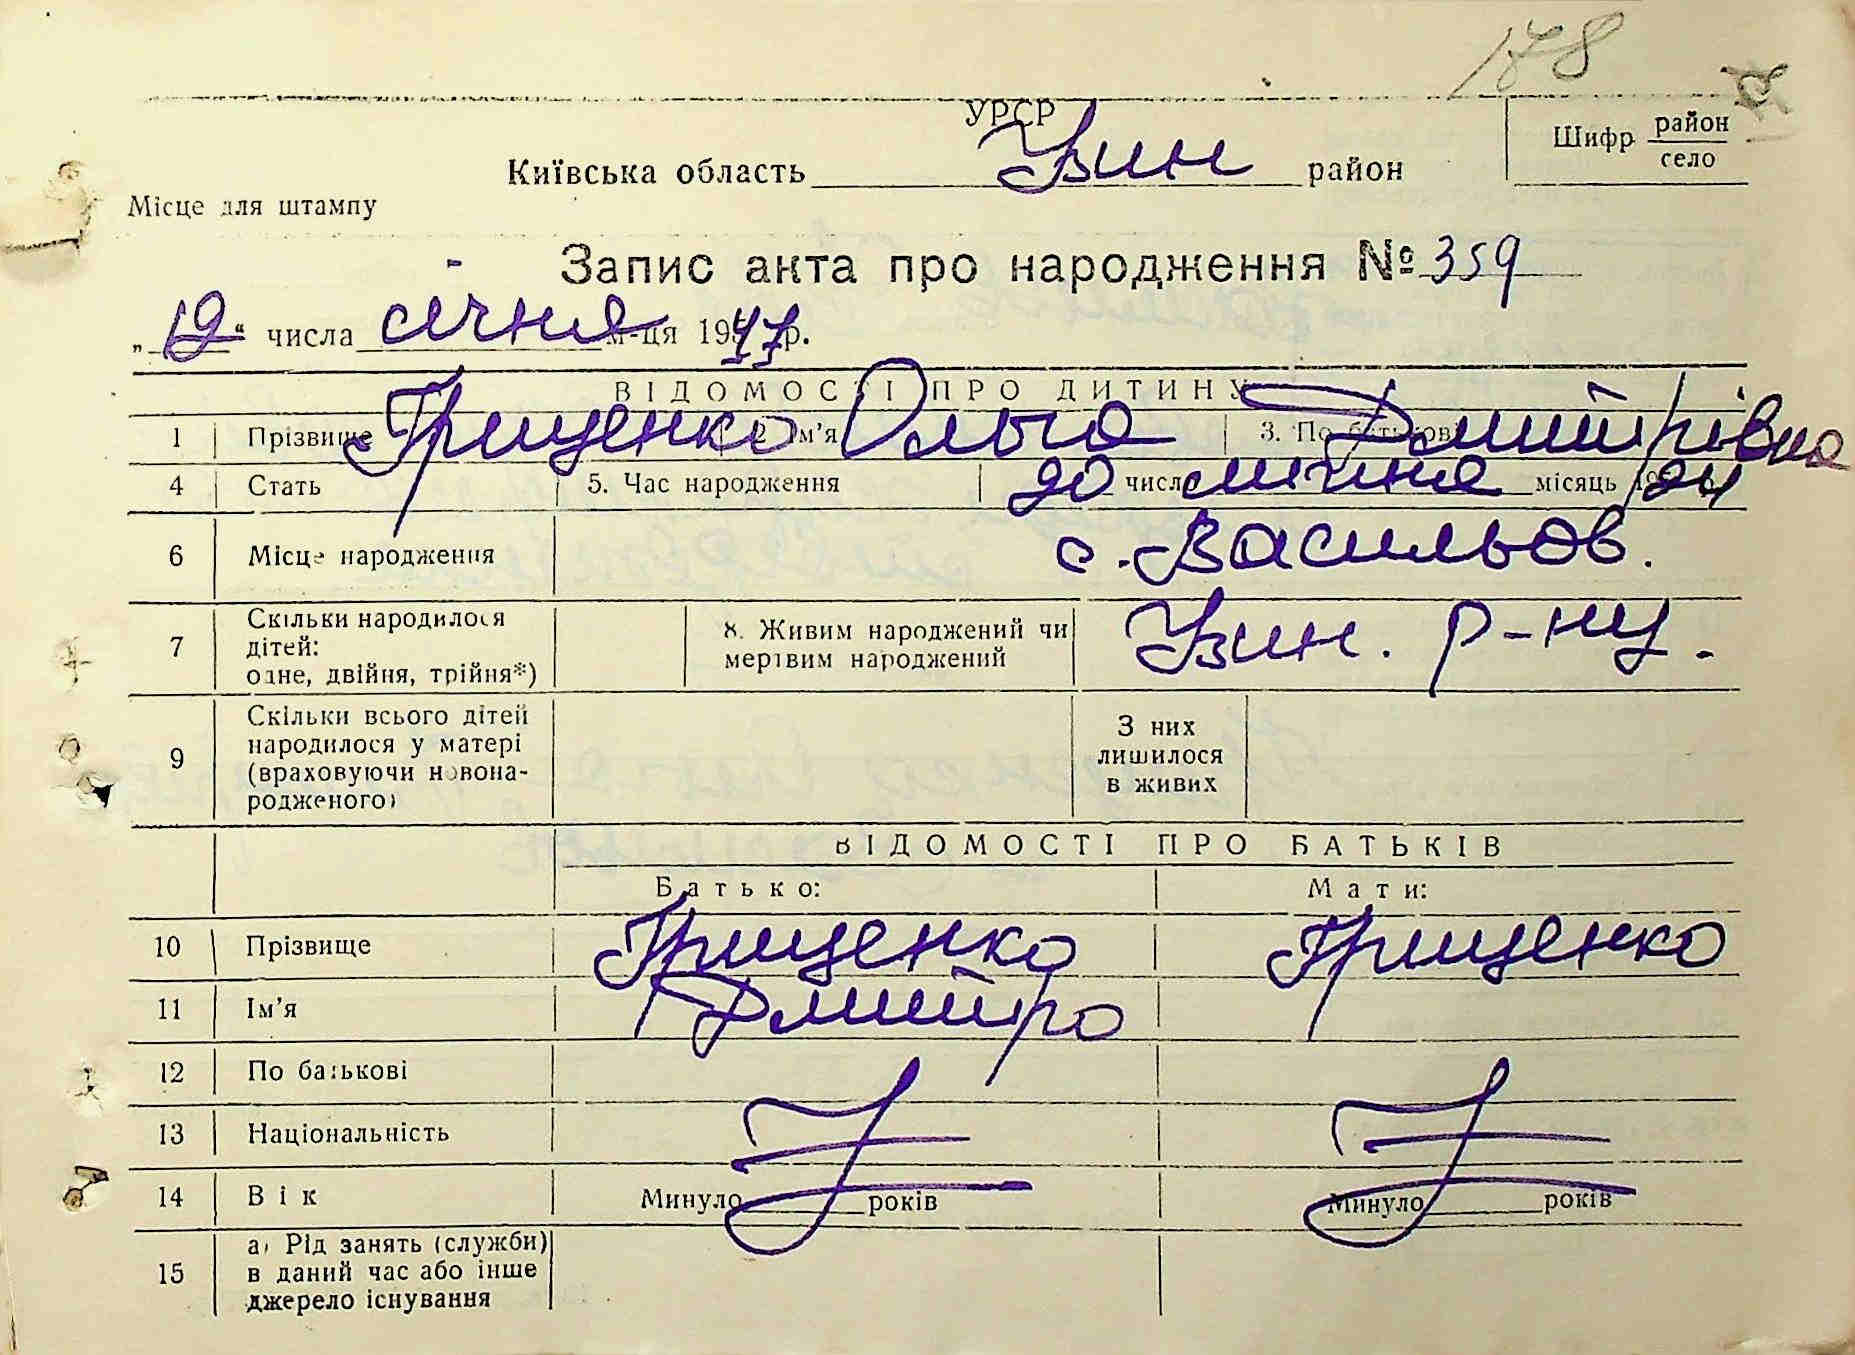 178
УРСР
Київська область Узин район
Шифр район
село
Місце для штампу
Запис акта про народження № 359
„12“ числа січня м-ця 1947 р.
ВІДОМОСТІ ПРО ДИТИНУ
1 Прізвище Грищенко 2 Ім'я Ольга 3. По батькові Дмитрівна
4 Стать 5. Час народження 20 числа липня місяць 1924
6 Місце народження с. Васильов.
7 Скільки народилося дітей: одне, двійня, трійня*) 8. Живим народжений чи мертвим народжений Узин. р-ну.
9 Скільки всього дітей народилося у матері (враховуючи новонародженого) З них лишилося в живих
ВІДОМОСТІ ПРО БАТЬКІВ
Батько: Мати:
10 Прізвище Грищенко Грищенко
11 Ім'я Дмитро
12 По батькові
13 Національність
14 Вік Минуло років Минуло років
15 а) Рід занять (служби) в даний час або інше джерело існування